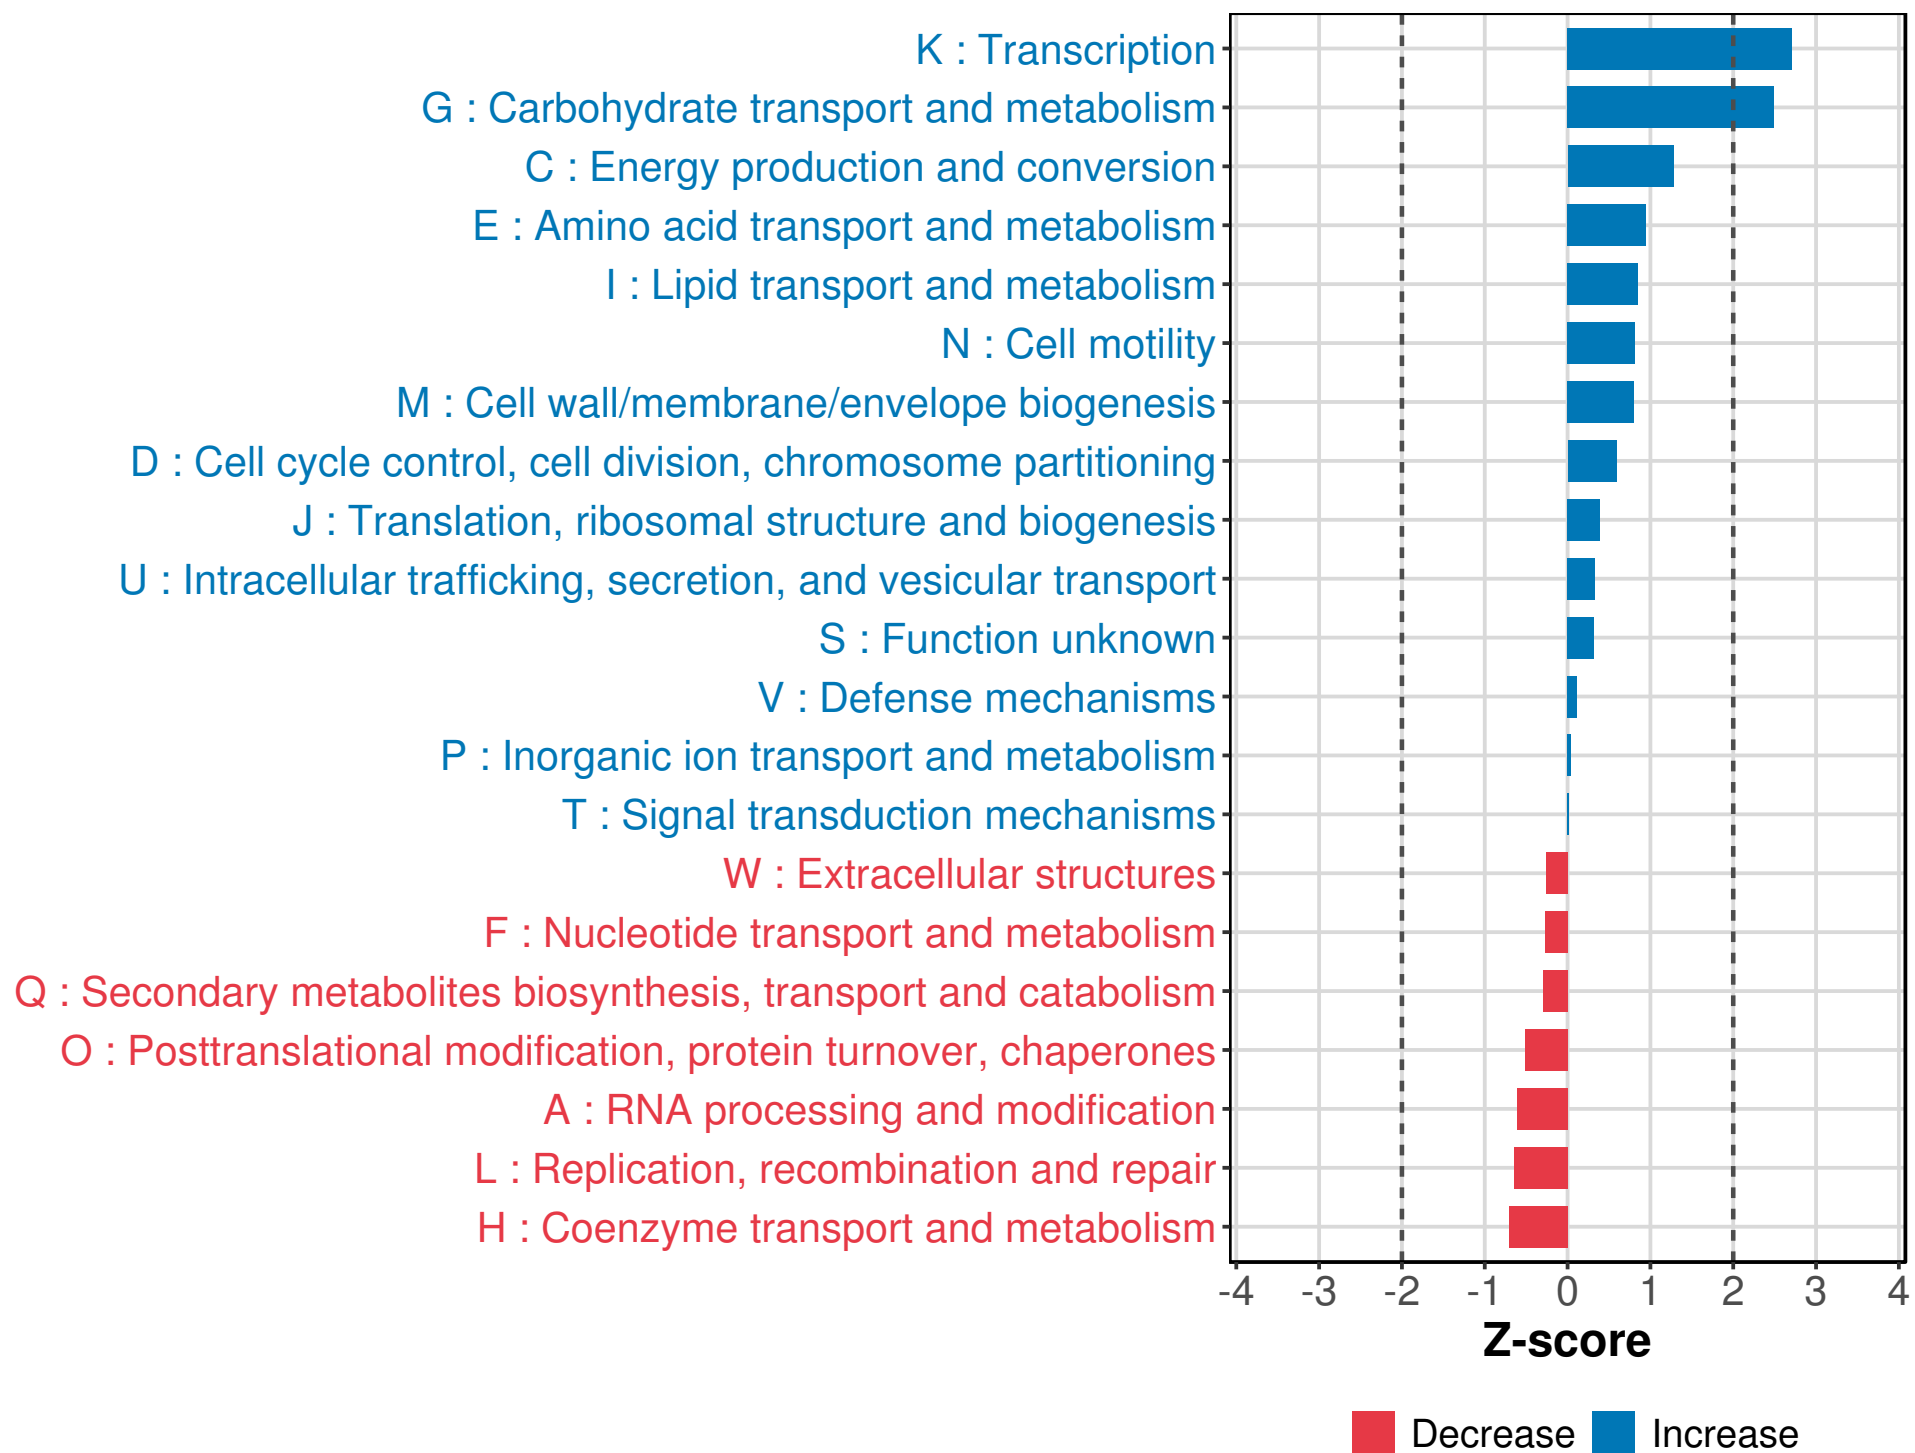 K : Transcription
G : Carbohydrate transport and metabolism
C : Energy production and conversion
E : Amino acid transport and metabolism
I : Lipid transport and metabolism
N : Cell motility
M : Cell wall/membrane/envelope biogenesis
D : Cell cycle control, cell division, chromosome partitioning
J : Translation, ribosomal structure and biogenesis
U : Intracellular trafficking, secretion, and vesicular transport
S : Function unknown
V : Defense mechanisms
P : Inorganic ion transport and metabolism
T : Signal transduction mechanisms
W : Extracellular structures
F : Nucleotide transport and metabolism
Q : Secondary metabolites biosynthesis, transport and catabolism
O : Posttranslational modification, protein turnover, chaperones
A : RNA processing and modification
L : Replication, recombination and repair
H : Coenzyme transport and metabolism
-4 -3 -2 -1 0 1 2 3 4
Z-score
Decrease Increase